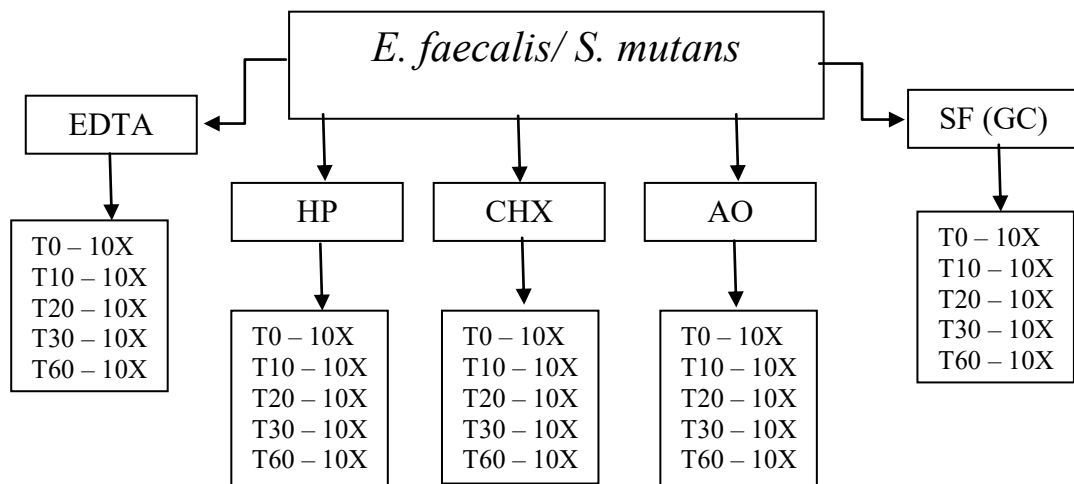 E. faecalis/ S. mutans
EDTA
SF (GC)
HP
CHX
AO
T0 – 10X
T10 – 10X
T20 – 10X
T30 – 10X
T60 – 10X
T0 – 10X
T10 – 10X
T20 – 10X
T30 – 10X
T60 – 10X
T0 – 10X
T10 – 10X
T20 – 10X
T30 – 10X
T60 – 10X
T0 – 10X
T10 – 10X
T20 – 10X
T30 – 10X
T60 – 10X
T0 – 10X
T10 – 10X
T20 – 10X
T30 – 10X
T60 – 10X